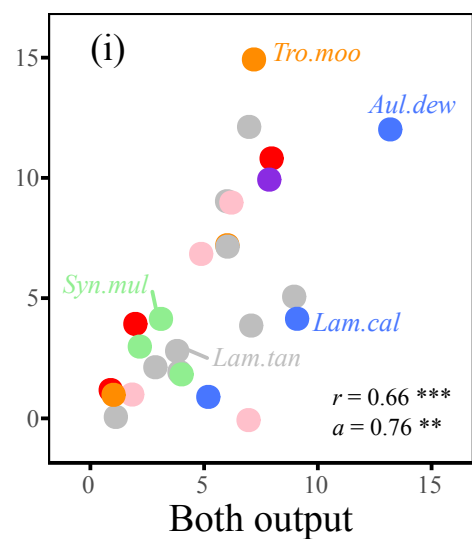 (i)
Tro.moo
Aul.dew
Syn.mul
Lam.cal
Lam.tan
r = 0.66 ***
a = 0.76 **
15
10
5
0
0 5 10 15
Both output